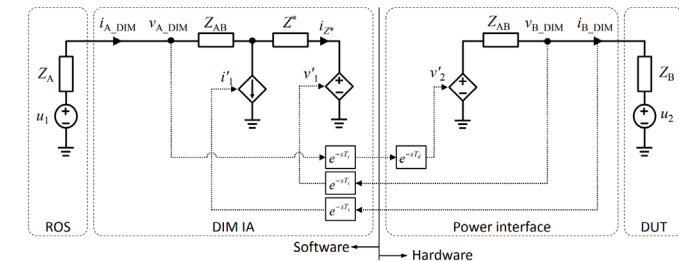 i_A_DIM v_A_DIM Z_AB Z* i_Z* Z_AB v_B_DIM i_B_DIM
Z_A i'_1 v'_1 v'_2 Z_B
u_1 + − + − + − + − u_2
e^{-sT_s} e^{-sT_d}
e^{-sT_s}
e^{-sT_s}
ROS DIM IA Power interface DUT
Software Hardware